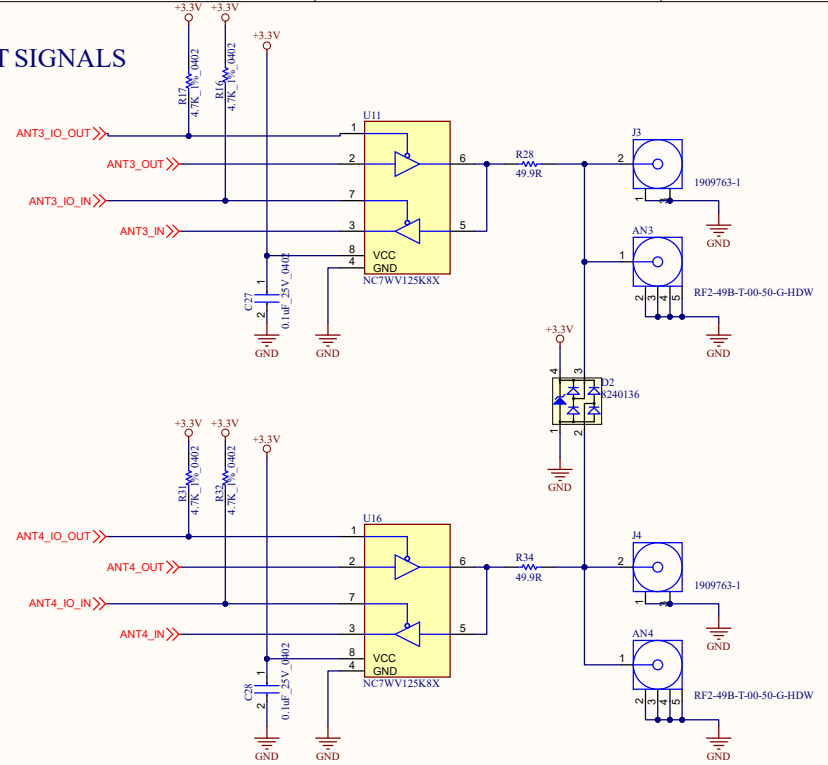 +3.3V +3.3V
+3.3V
T SIGNALS
R17
4.7K_1%_0402
R16
4.7K_1%_0402
U11
ANT3_IO_OUT 1
ANT3_OUT 2 6
R28
49.9R
ANT3_IO_IN 7
ANT3_IN 3 5
8 VCC
4 GND
NC7WV125K8X
J3
2
1909763-1
1 3
GND
AN3
1
RF2-49B-T-00-50-G-HDW
2 3 4 5
GND
C27
1
2
0.1uF_25V_0402
GND GND
+3.3V
4 3
D2
8240136
1 2
GND
+3.3V +3.3V
+3.3V
R31
4.7K_1%_0402
R32
4.7K_1%_0402
U16
ANT4_IO_OUT 1
ANT4_OUT 2 6
R34
49.9R
ANT4_IO_IN 7
ANT4_IN 3 5
8 VCC
4 GND
NC7WV125K8X
J4
2
1909763-1
1 3
GND
AN4
1
RF2-49B-T-00-50-G-HDW
2 3 4 5
GND
C28
1
2
0.1uF_25V_0402
GND GND